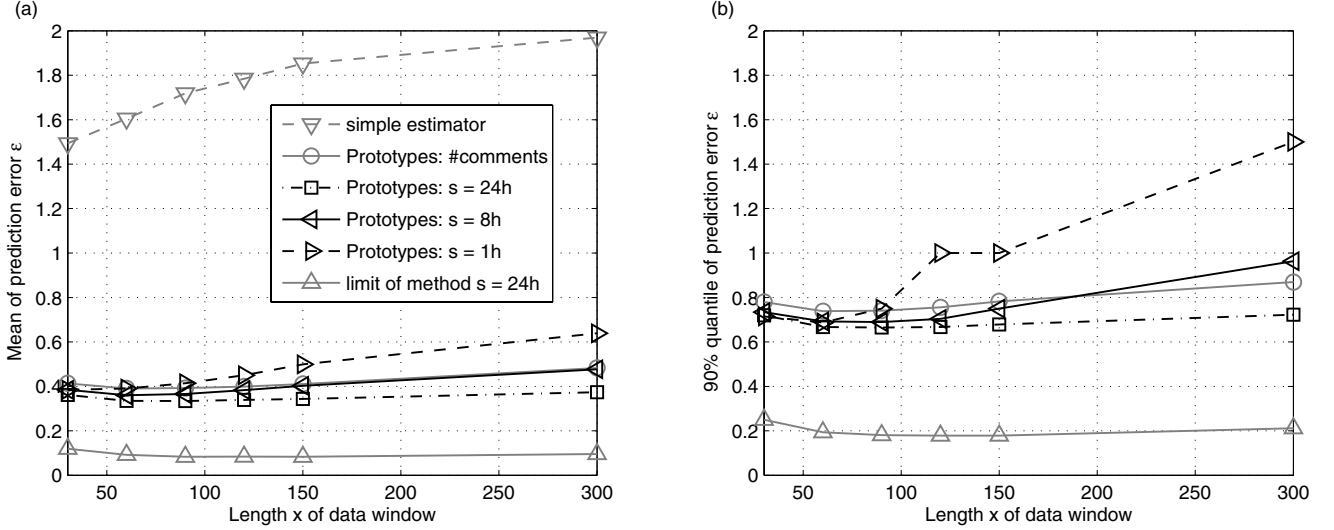 (a)
2
1.8
1.6
1.4
1.2
1
0.8
0.6
0.4
0.2
0
Mean of prediction error ε
50
100
150
200
250
300
Length x of data window
simple estimator
Prototypes: #comments
Prototypes: s = 24h
Prototypes: s = 8h
Prototypes: s = 1h
limit of method s = 24h
(b)
2
1.8
1.6
1.4
1.2
1
0.8
0.6
0.4
0.2
0
90% quantile of prediction error ε
50
100
150
200
250
300
Length x of data window